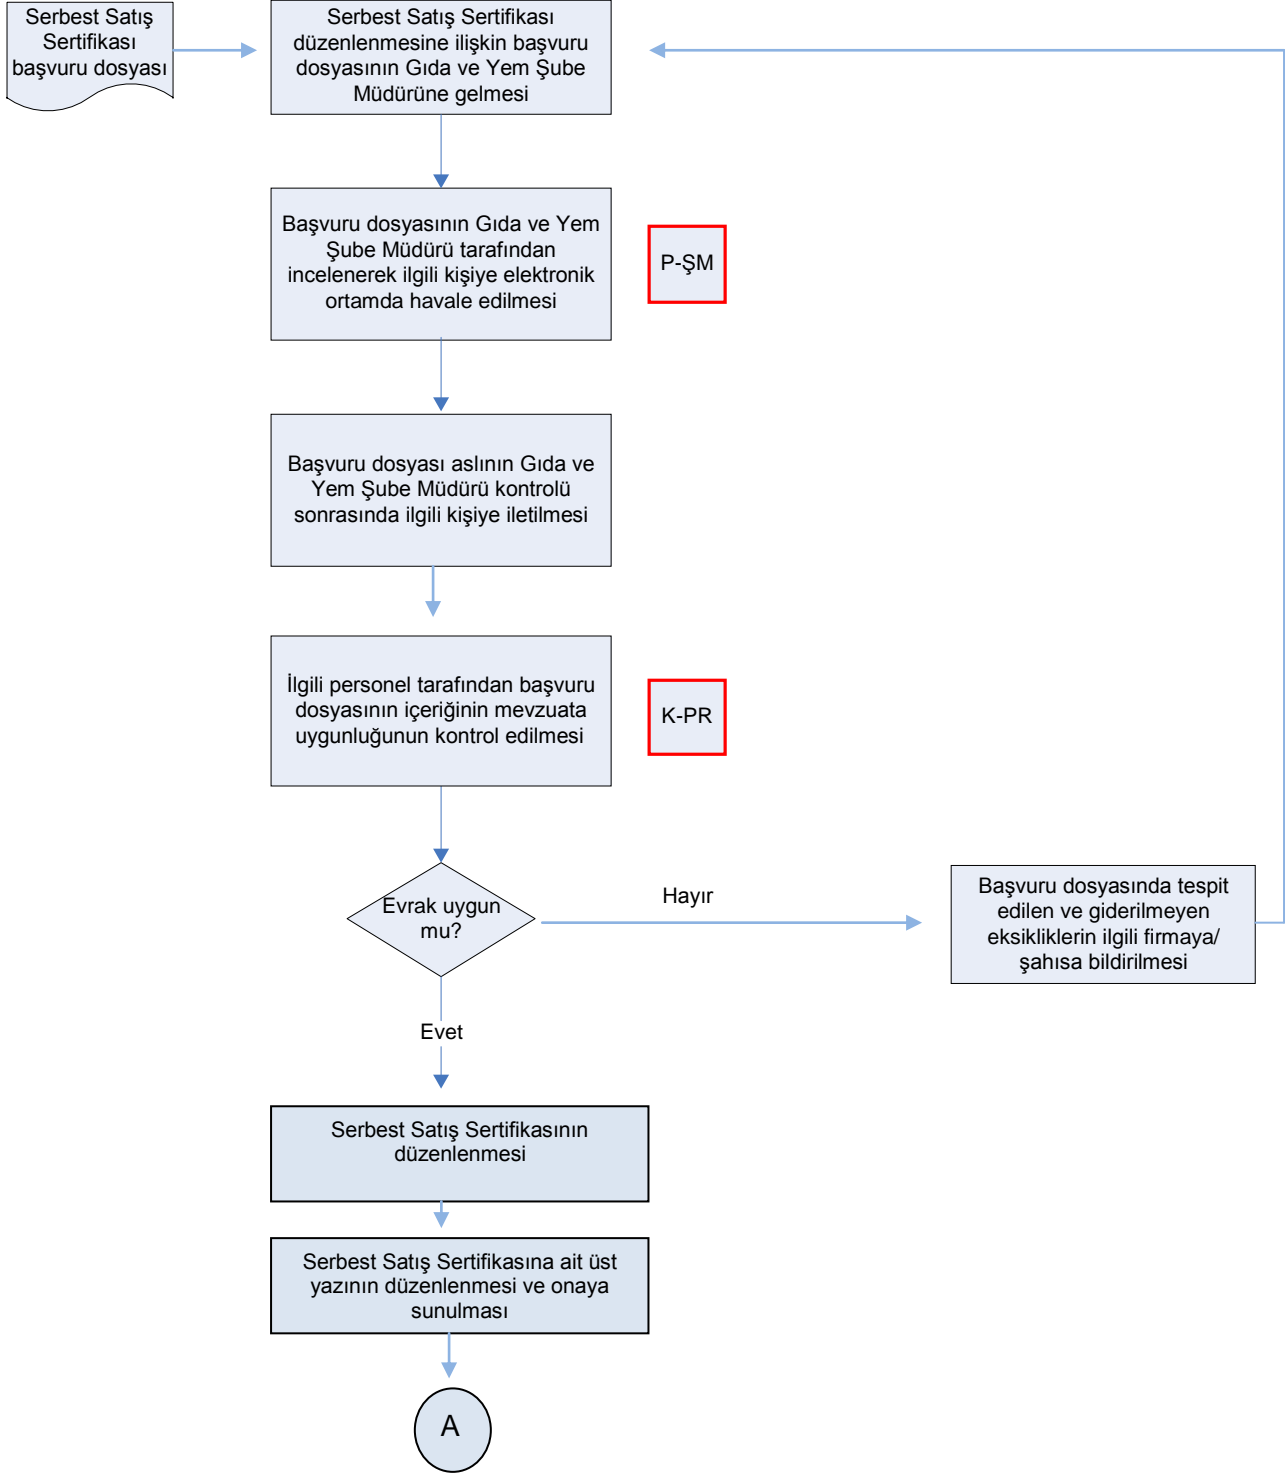 Serbest Satış
Sertifikası
başvuru dosyası
Serbest Satış Sertifikası
düzenlenmesine ilişkin başvuru
dosyasının Gıda ve Yem Şube
Müdürüne gelmesi
Başvuru dosyasının Gıda ve Yem
Şube Müdürü tarafından
incelenerek ilgili kişiye elektronik
ortamda havale edilmesi
P-ŞM
Başvuru dosyası aslının Gıda ve
Yem Şube Müdürü kontrolü
sonrasında ilgili kişiye iletilmesi
İlgili personel tarafından başvuru
dosyasının içeriğinin mevzuata
uygunluğunun kontrol edilmesi
K-PR
Evrak uygun
mu?
Hayır
Başvuru dosyasında tespit
edilen ve giderilmeyen
eksikliklerin ilgili firmaya/
şahısa bildirilmesi
Evet
Serbest Satış Sertifikasının
düzenlenmesi
Serbest Satış Sertifikasına ait üst
yazının düzenlenmesi ve onaya
sunulması
A